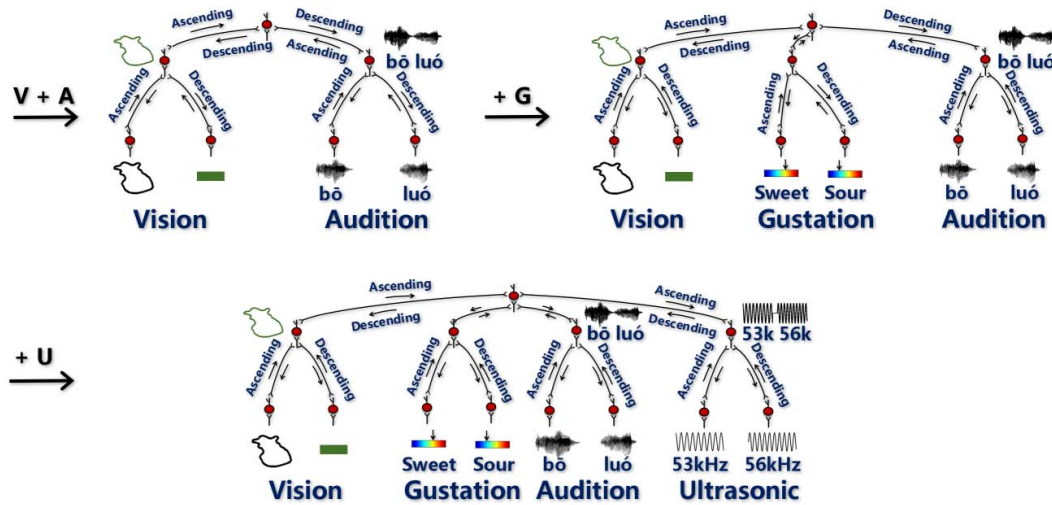 V + A
Ascending
Descending
Descending
Ascending
bō luó
Ascending
Descending
Ascending
Descending
bō
luó
Vision
Audition
+ G
Ascending
Descending
Descending
Ascending
bō luó
Ascending
Descending
Ascending
Descending
Ascending
Descending
Sweet
Sour
bō
luó
Vision
Gustation
Audition
+ U
Ascending
Descending
Ascending
Descending
bō luó
53k 56k
Ascending
Descending
Ascending
Descending
Ascending
Descending
Ascending
Descending
Sweet
Sour
bō
luó
53kHz
56kHz
Vision
Gustation
Audition
Ultrasonic